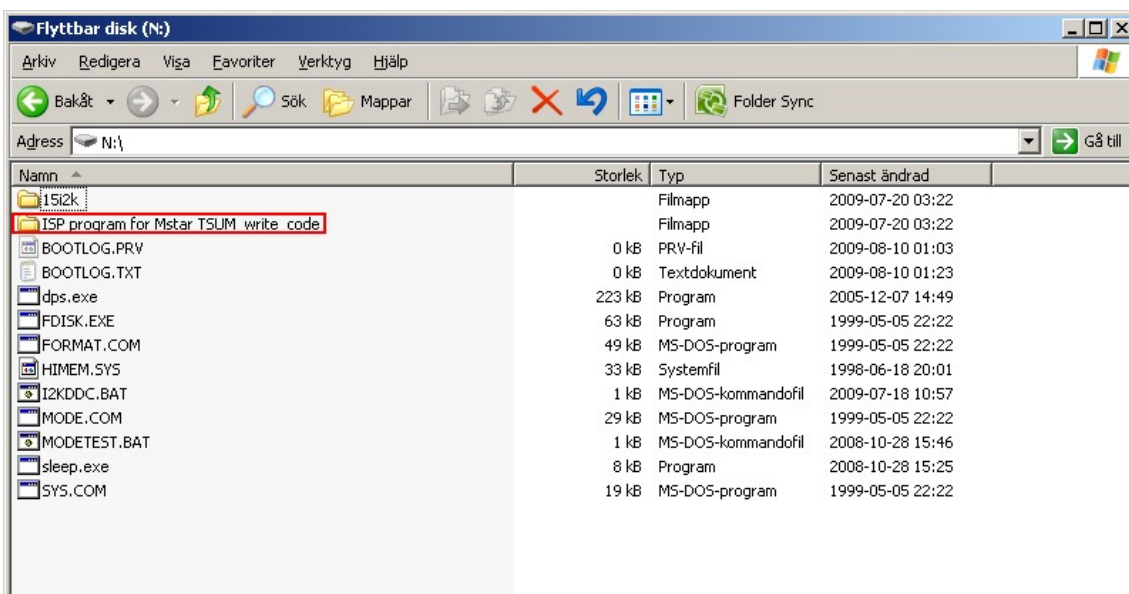 Flyttbar disk (N:)
Arkiv Redigera Visa Favoriter Verktyg Hjälp
Bakåt Sök Mappar Folder Sync
Adress N:\ Gå till
Namn Storlek Typ Senast ändrad
15i2k Filmapp 2009-07-20 03:22
ISP program for Mstar TSUM write code Filmapp 2009-07-20 03:22
BOOTLOG.PRV 0 kB PRV-fil 2009-08-10 01:03
BOOTLOG.TXT 0 kB Textdokument 2009-08-10 01:23
dps.exe 223 kB Program 2005-12-07 14:49
FDISK.EXE 63 kB Program 1999-05-05 22:22
FORMAT.COM 49 kB MS-DOS-program 1999-05-05 22:22
HIMEM.SYS 33 kB Systemfil 1998-06-18 20:01
I2KDDC.BAT 1 kB MS-DOS-kommandofil 2009-07-18 10:57
MODE.COM 29 kB MS-DOS-program 1999-05-05 22:22
MODETEST.BAT 1 kB MS-DOS-kommandofil 2008-10-28 15:46
sleep.exe 8 kB Program 2008-10-28 15:25
SYS.COM 19 kB MS-DOS-program 1999-05-05 22:22